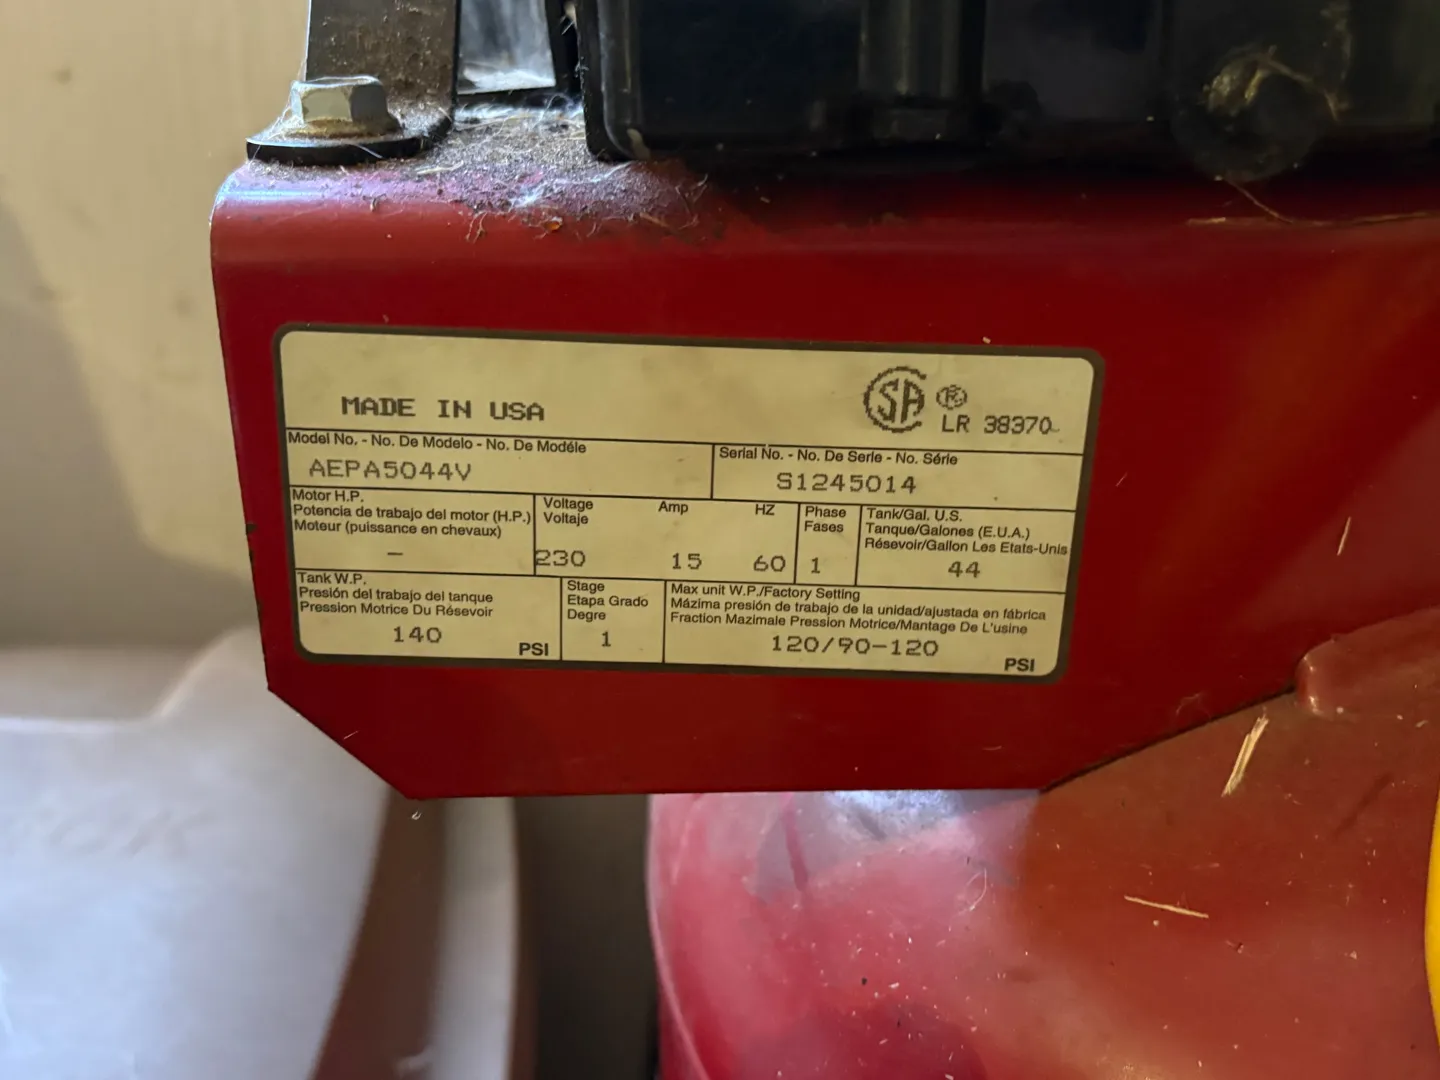 MADE IN USA
SA ®
LR 38370
Model No. - No. De Modelo - No. De Modéle
AEPA5044V
Serial No. - No. De Serle - No. Série
S1245014
Motor H.P.
Potencia de trabajo del motor (H.P.)
Moteur (puissance en chevaux)
–
Voltage
Voltaje
230
Amp
15
HZ
60
Phase
Fases
1
Tank/Gal. U.S.
Tanque/Galones (E.U.A.)
Résevoir/Gallon Les Etats-Unis
44
Tank W.P.
Presión del trabajo del tanque
Pression Motrice Du Résevoir
140
PSI
Stage
Etapa Grado
Degre
1
Max unit W.P./Factory Setting
Mázima presión de trabajo de la unidad/ajustada en fábrica
Fraction Mazimale Pression Motrice/Mantage De L'usine
120/90-120
PSI